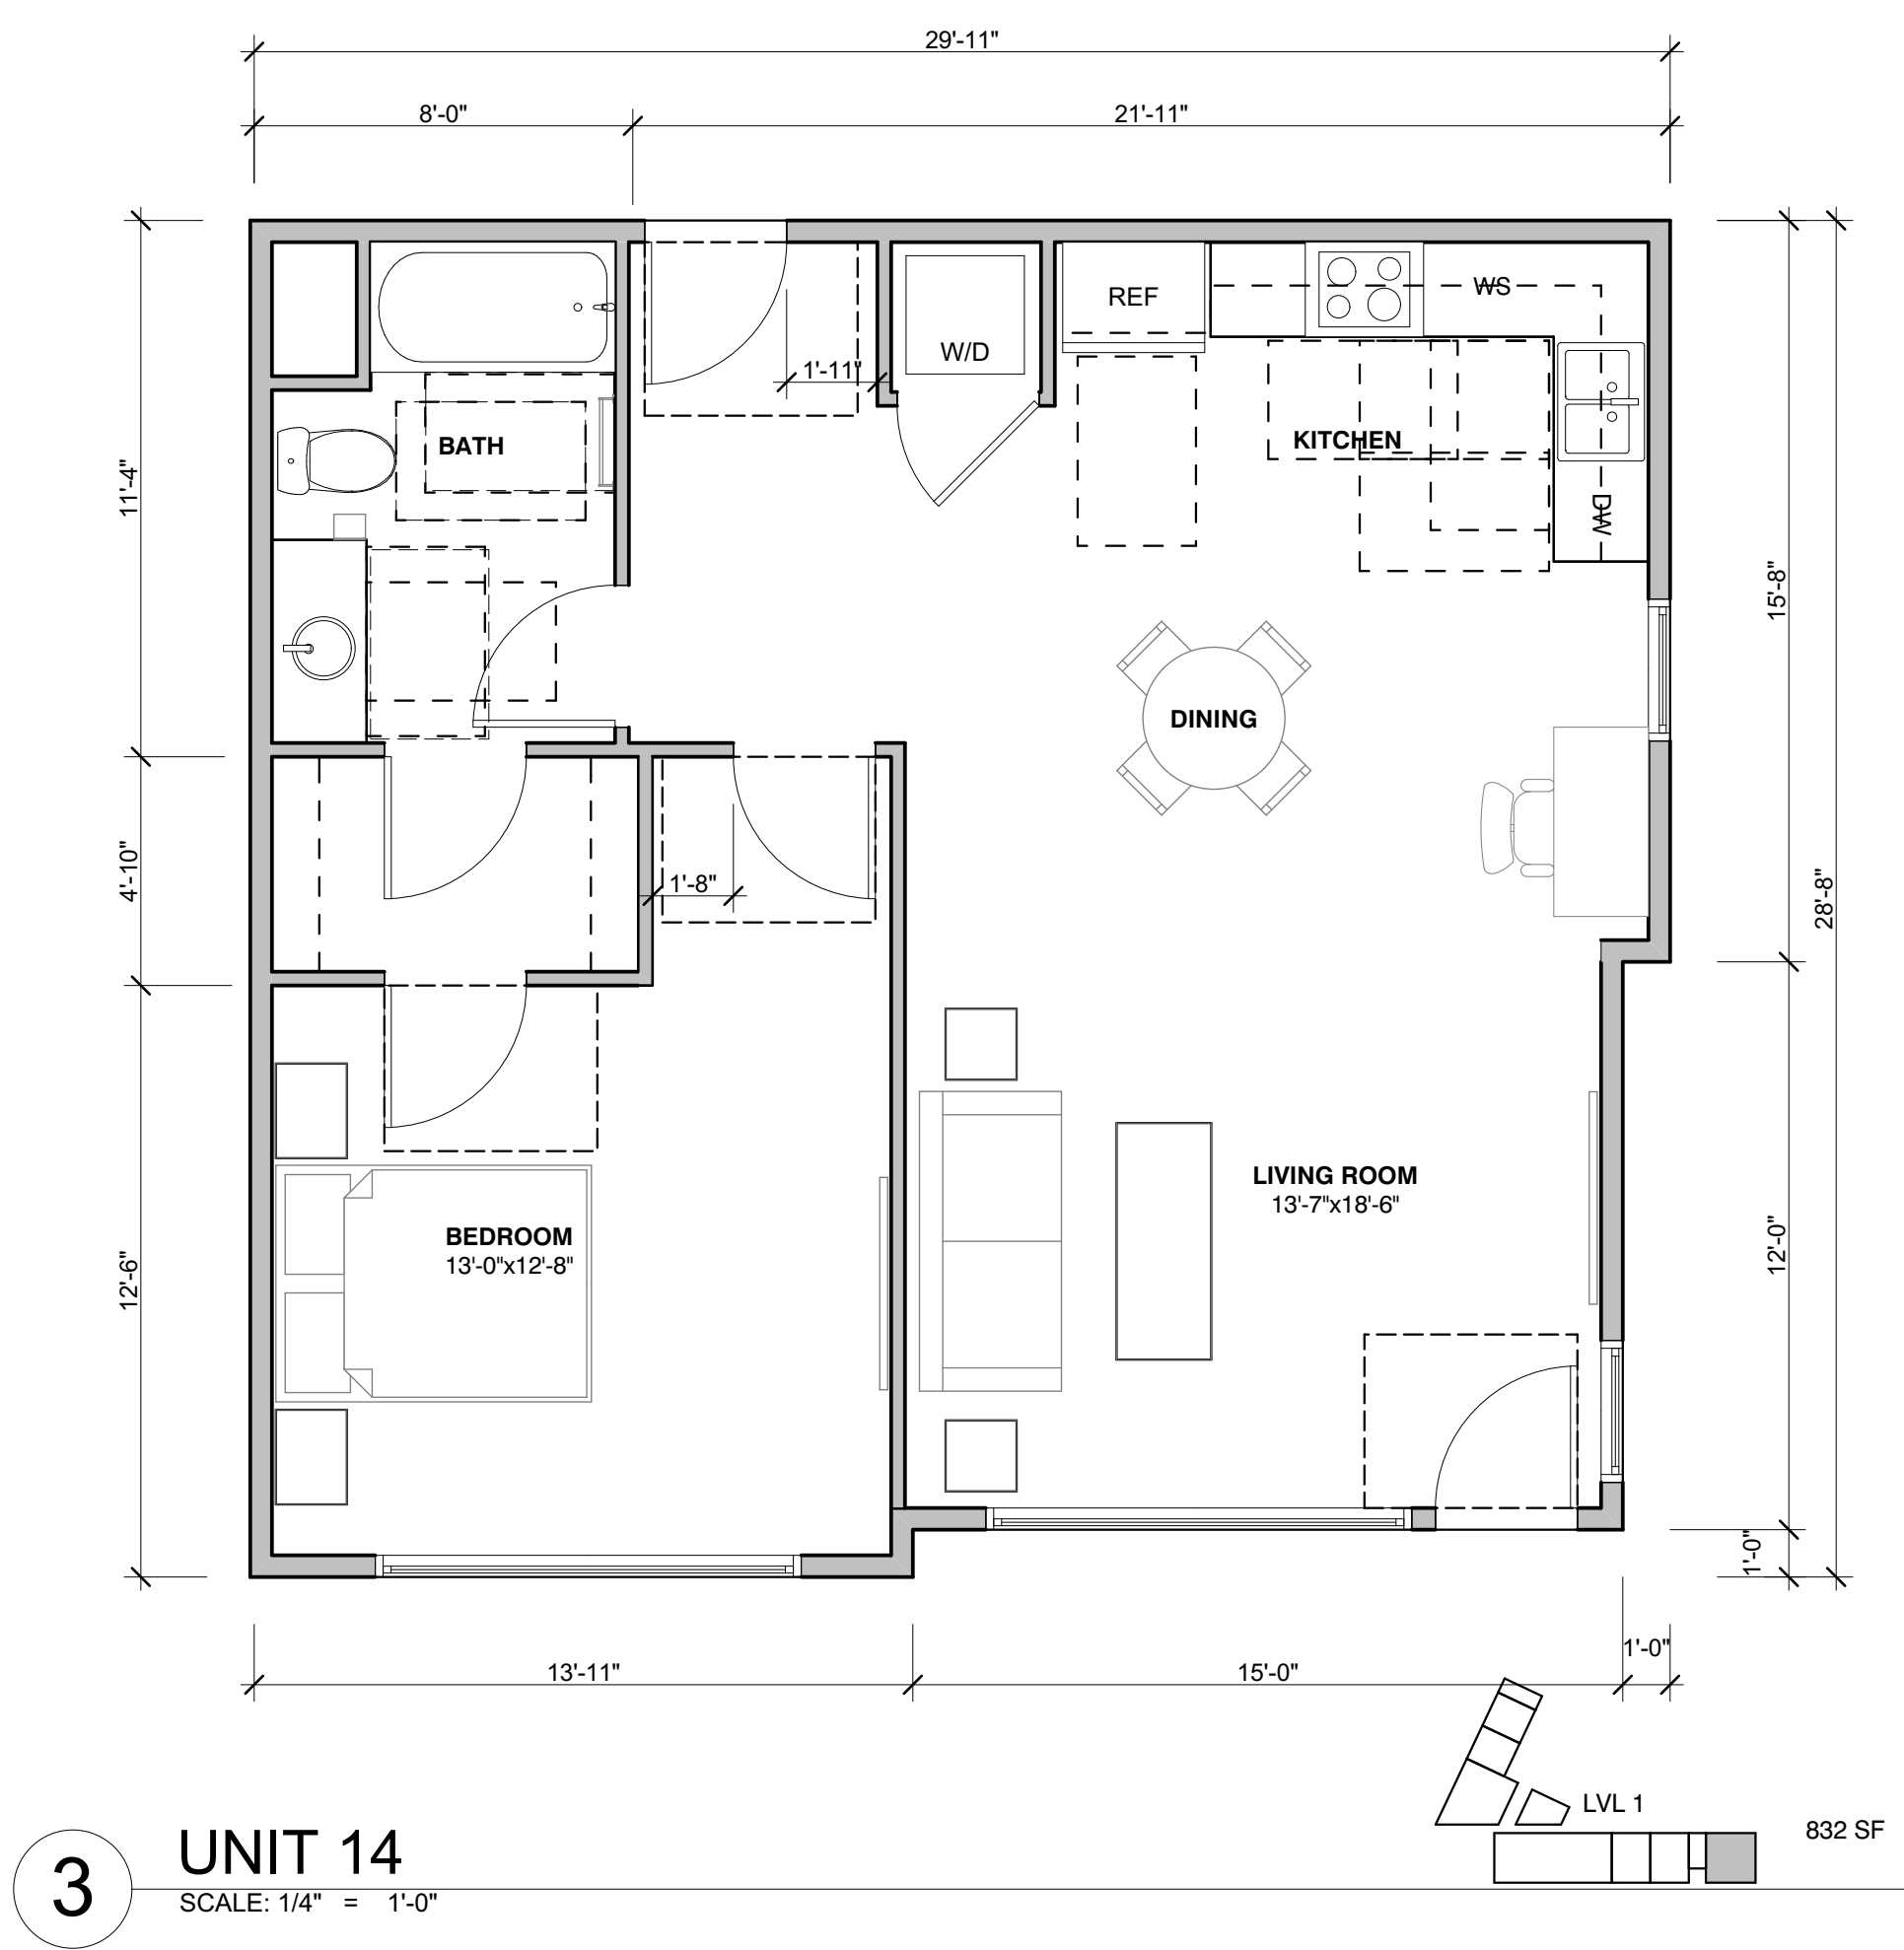 29'-11"
8'-0"
21'-11"
REF
WS
W/D
1'-11"
BATH
KITCHEN
11'-4"
DW
15'-8"
DINING
4'-10"
1'-8"
28'-8"
LIVING ROOM
13'-7"x18'-6"
BEDROOM
13'-0"x12'-8"
12'-6"
12'-0"
1'-0"
1'-0"
13'-11"
15'-0"
LVL 1
832 SF
3
UNIT 14
SCALE: 1/4" = 1'-0"